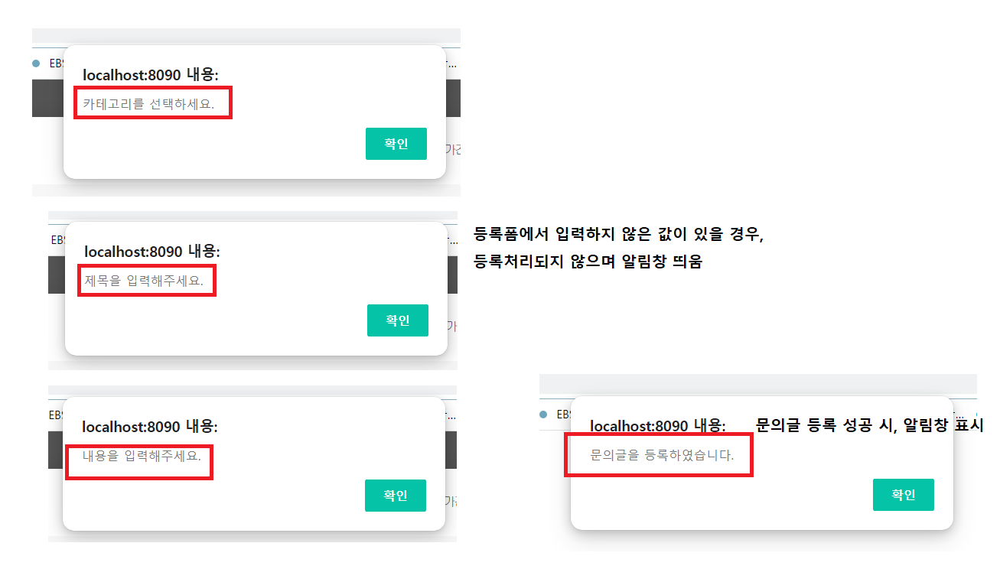 EBS
localhost:8090 내용:
카테고리를 선택하세요.
확인
EBS
localhost:8090 내용:
제목을 입력해주세요.
확인
등록폼에서 입력하지 않은 값이 있을 경우,
등록처리되지 않으며 알림창 띄움
EBS
localhost:8090 내용:
내용을 입력해주세요.
확인
EBS
localhost:8090 내용:
문의글 등록 성공 시, 알림창 표시
문의글을 등록하였습니다.
확인